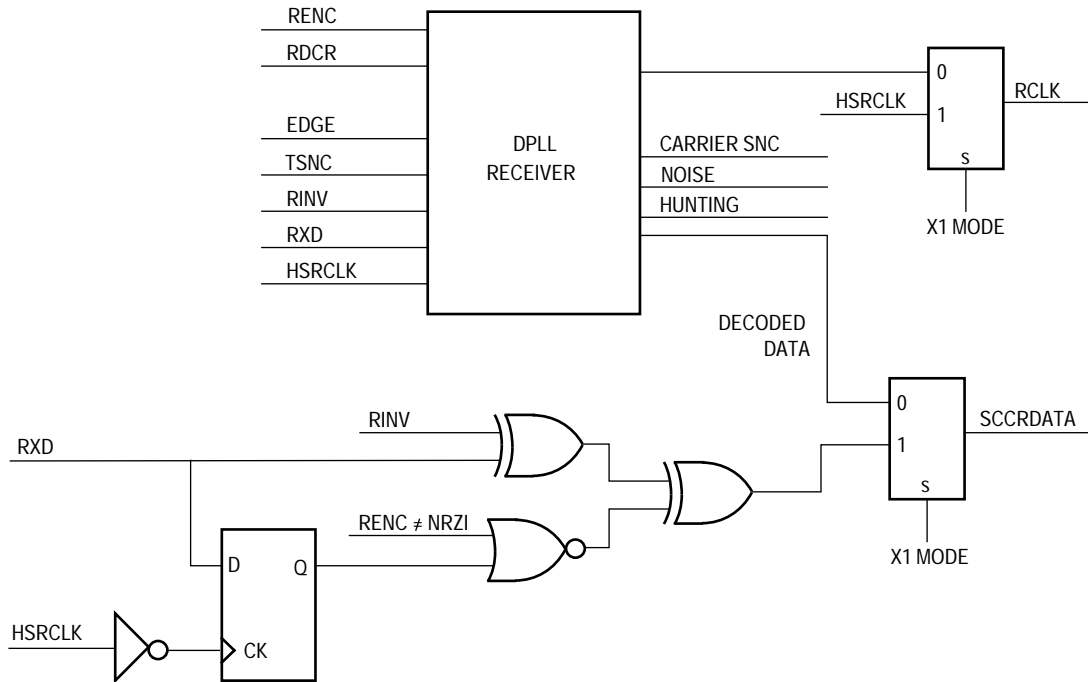 RENC
RDCR
EDGE
TSNC
RINV
RXD
HSRCLK
DPLL
RECEIVER
CARRIER SNC
NOISE
HUNTING
HSRCLK
0
1
S
RCLK
X1 MODE
DECODED
DATA
0
1
S
SCCRDATA
X1 MODE
RINV
RXD
RENC ≠ NRZI
D
Q
CK
HSRCLK